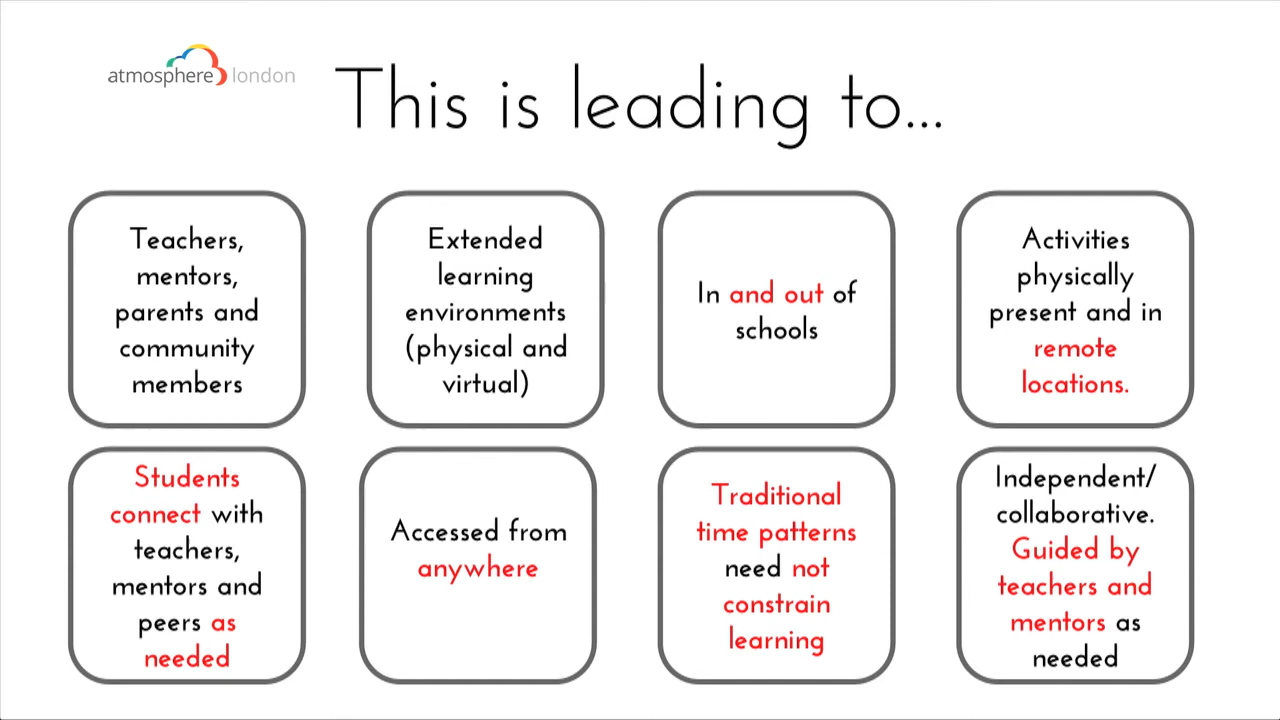 atmosphere london
This is leading to...
Teachers,
mentors,
parents and
community
members
Extended
learning
environments
(physical and
virtual)
In and out of
schools
Activities
physically
present and in
remote
locations.
Students
connect with
teachers,
mentors and
peers as
needed
Accessed from
anywhere
Traditional
time patterns
need not
constrain
learning
Independent/
collaborative.
Guided by
teachers and
mentors as
needed